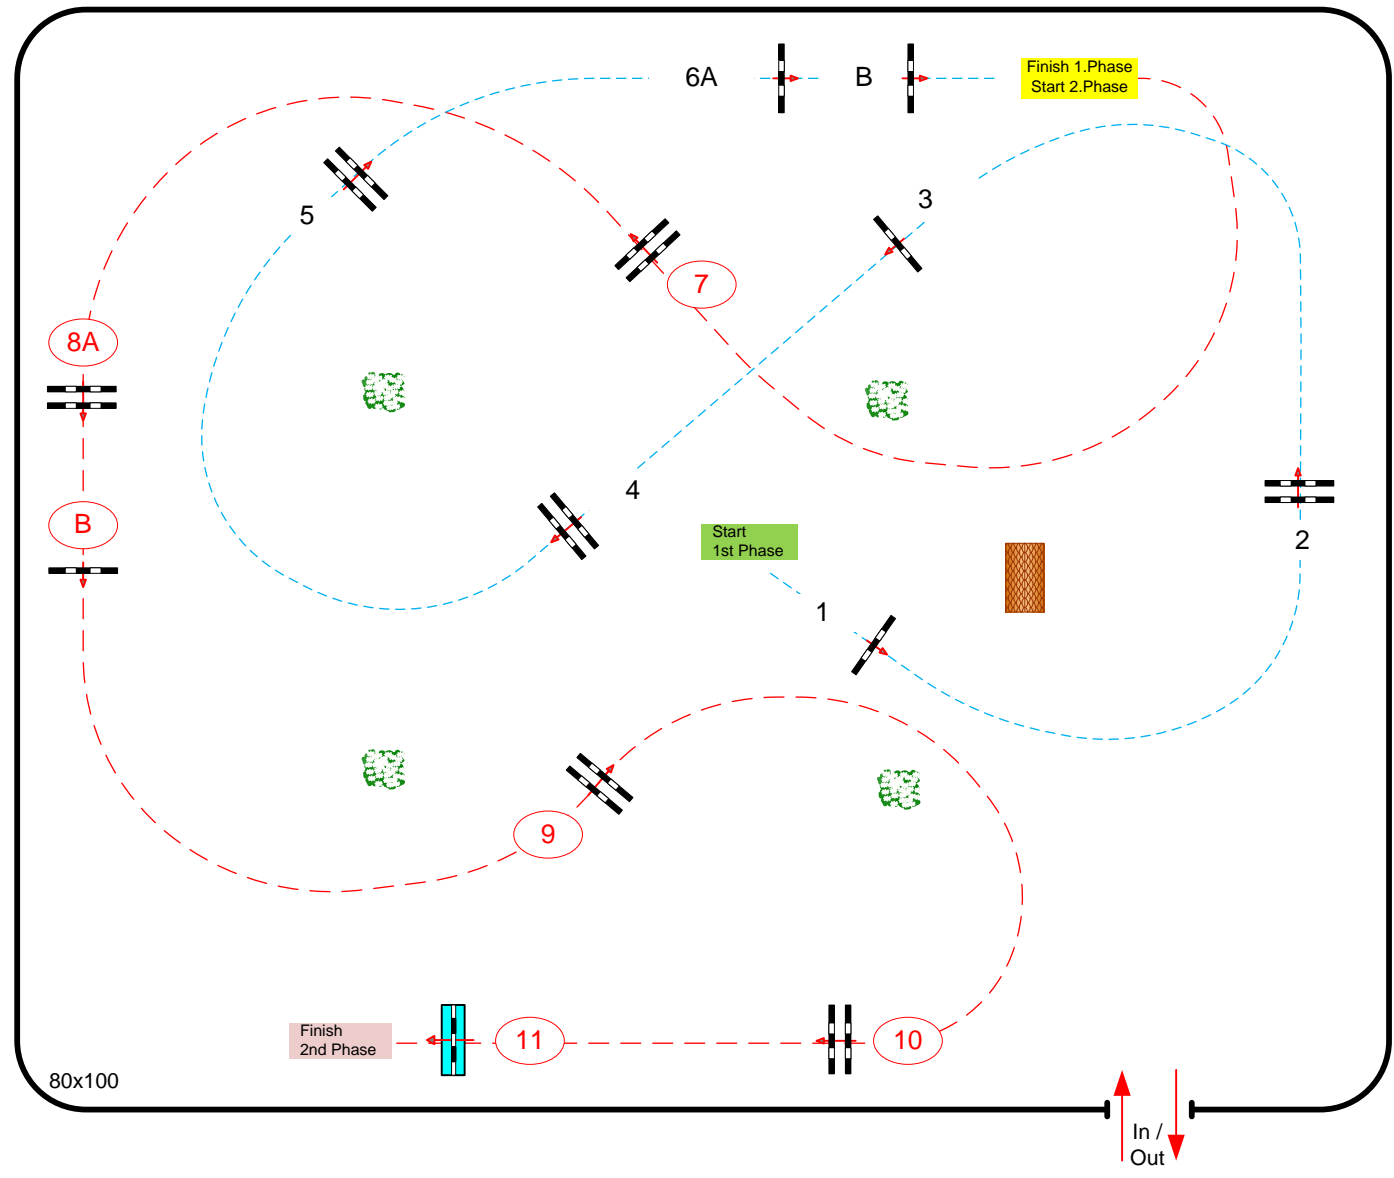 6A
B
Finish 1.Phase
Start 2.Phase
3
5
7
8A
4
B
Start
1st Phase
2
1
9
Finish
2nd Phase
11
10
80x100
In /
Out